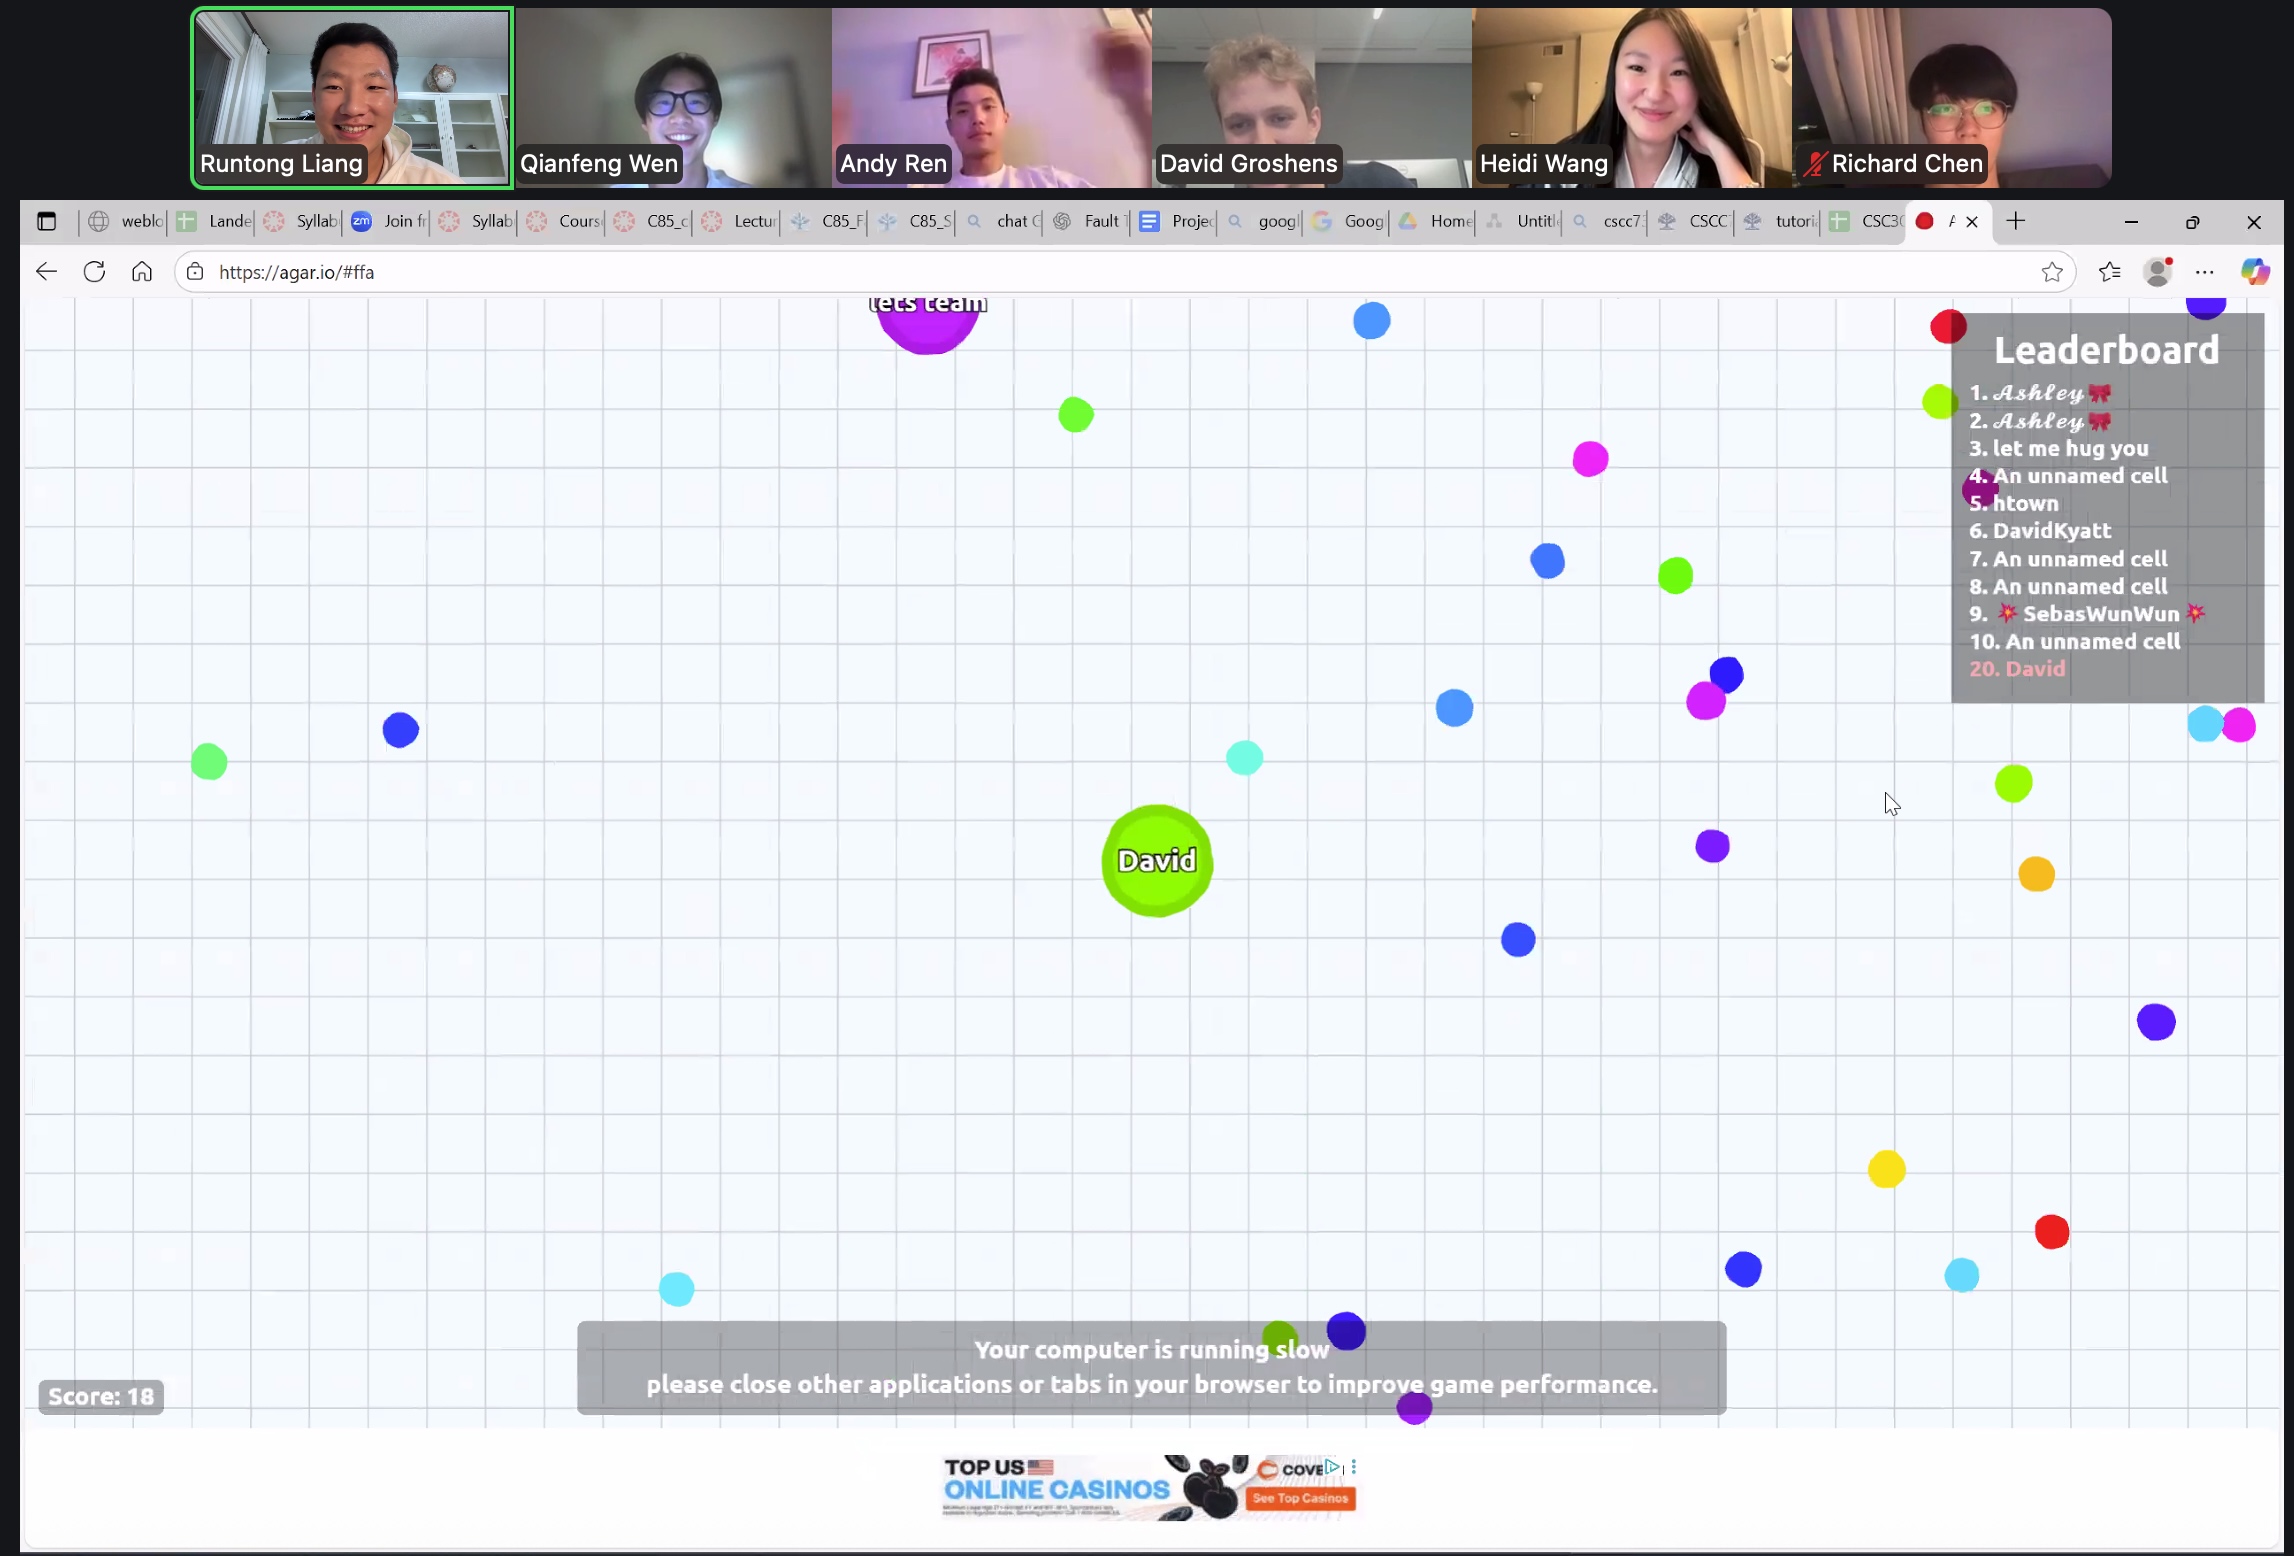 Runtong Liang
Qianfeng Wen
Andy Ren
David Groshens
Heidi Wang
Richard Chen
weblo
Lande
Syllab
zm Join fr
Syllab
Cours
C85_c
Lectur
C85_F
C85_S
chat G
Fault T
Projec
googl
Goog
Home
Untitl
cscc7
CSCC
tutoria
CSC3
https://agar.io/#ffa
lets team
Leaderboard
1. 𝓐𝓼𝓱𝓵𝓮𝔂🎀
2. 𝓐𝓼𝓱𝓵𝓮𝔂🎀
3. let me hug you
4. An unnamed cell
5. htown
6. DavidKyatt
7. An unnamed cell
8. An unnamed cell
9. 💥 SebasWunWun 💥
10. An unnamed cell
20. David
David
Your computer is running slow
please close other applications or tabs in your browser to improve game performance.
Score: 18
TOP US
ONLINE CASINOS
COVE
See Top Casinos